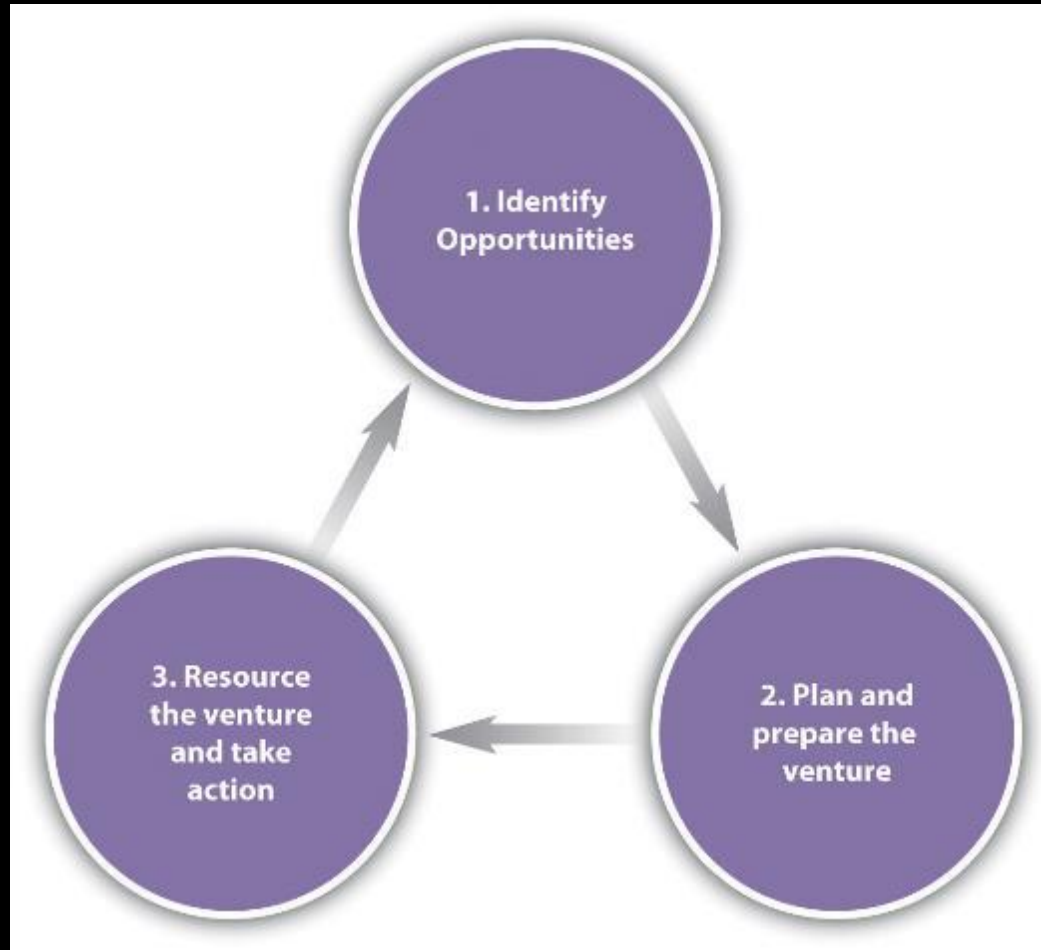 1. Identify
Opportunities
2. Plan and
prepare the
venture
3. Resource
the venture
and take
action